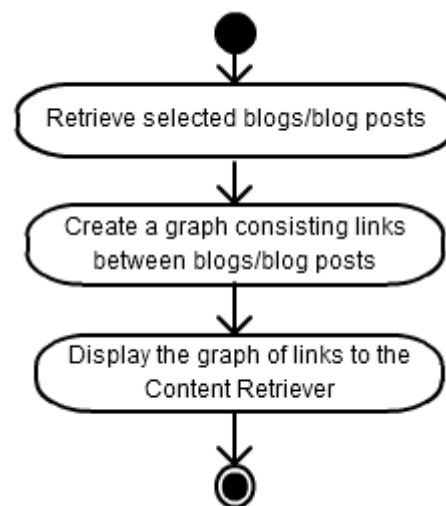 Retrieve selected blogs/blog posts
Create a graph consisting links
between blogs/blog posts
Display the graph of links to the
Content Retriever